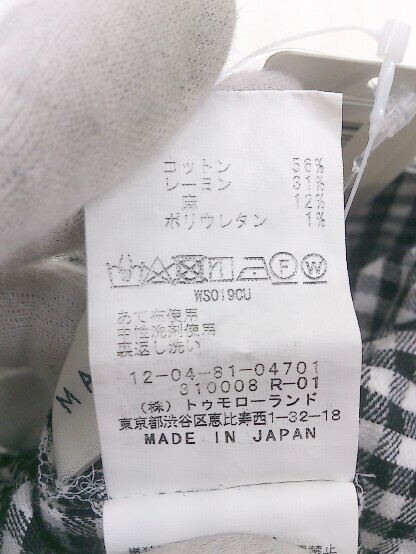 コットン 56%
レーヨン 31%
麻 12%
ポリウレタン 1%
F W
WS019CU
あて布使用
中性洗剤使用
裏返し洗い
12-04-81-04701
310008 R-01
(株) トゥモローランド
東京都渋谷区恵比寿西1-32-18
MADE IN JAPAN
MA